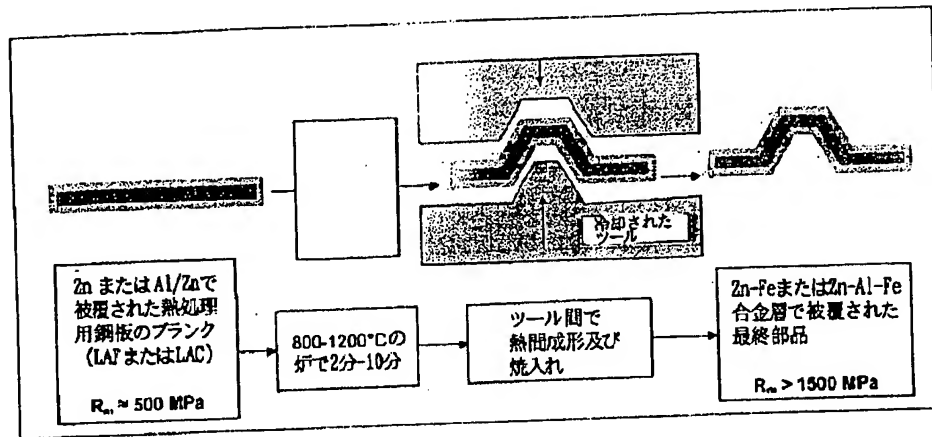 冷却された
ツール
Zn またはAl/Znで
被覆された熱処理
用鋼板のブランク
(LAFまたはLAC)
Rₘ ≈ 500 MPa
800-1200°Cの
炉で2分-10分
ツール間で
熱間成形及び
焼入れ
Zn-FeまたはZn-Al-Fe
合金層で被覆された
最終部品
Rₘ > 1500 MPa